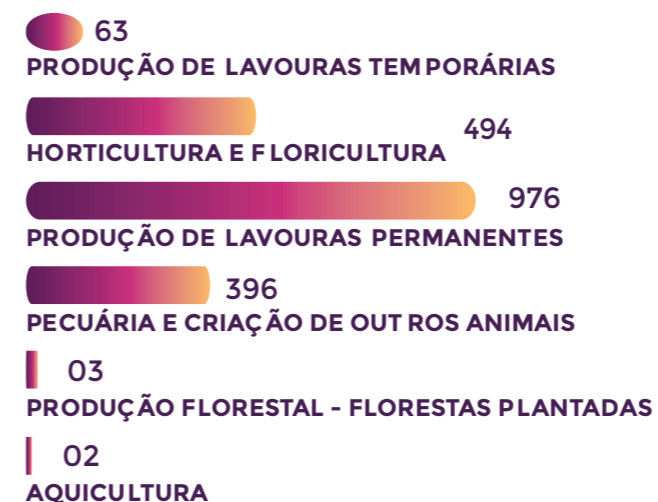 63
PRODUÇÃO DE LAVOURAS TEMPORÁRIAS
494
HORTICULTURA E FLORICULTURA
976
PRODUÇÃO DE LAVOURAS PERMANENTES
396
PECUÁRIA E CRIAÇÃO DE OUTROS ANIMAIS
03
PRODUÇÃO FLORESTAL - FLORESTAS PLANTADAS
02
AQUICULTURA